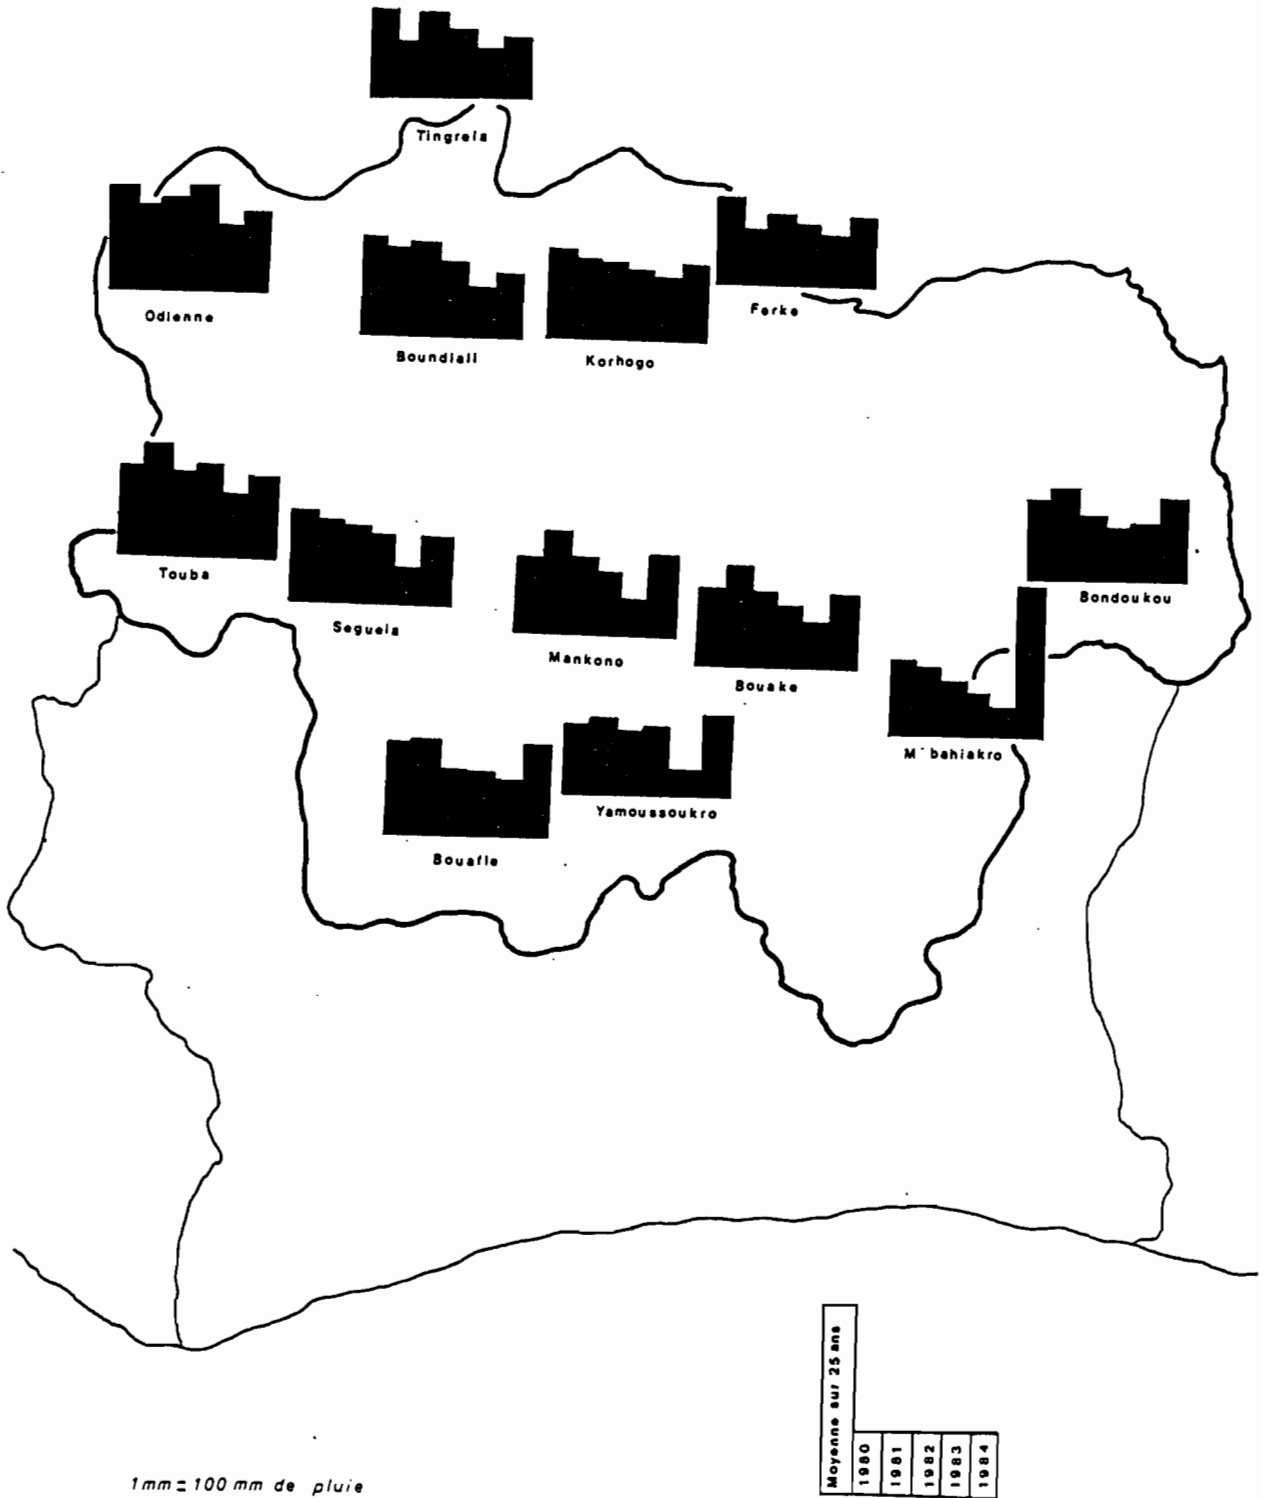 Tingrela
Odienne
Boundiali
Korhogo
Ferke
Touba
Seguela
Mankono
Bouake
Bondoukou
M'bahiakro
Bouafle
Yamoussoukro
Moyenne sur 25 ans
1980
1981
1982
1983
1984
1mm = 100 mm de pluie